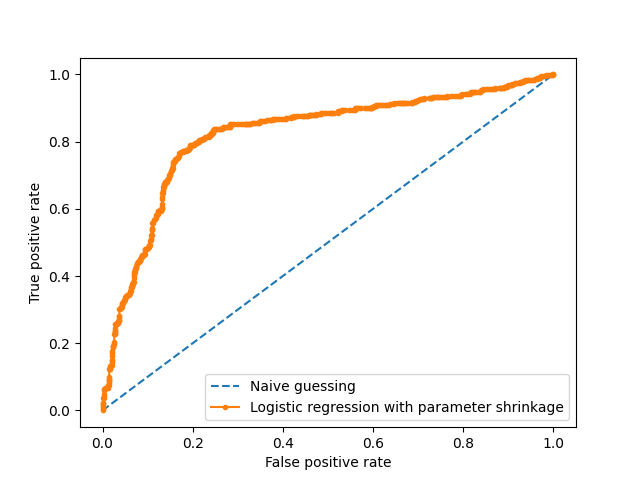 1.0
0.8
0.6
0.4
0.2
0.0
True positive rate
0.0 0.2 0.4 0.6 0.8 1.0
False positive rate
Naive guessing
Logistic regression with parameter shrinkage